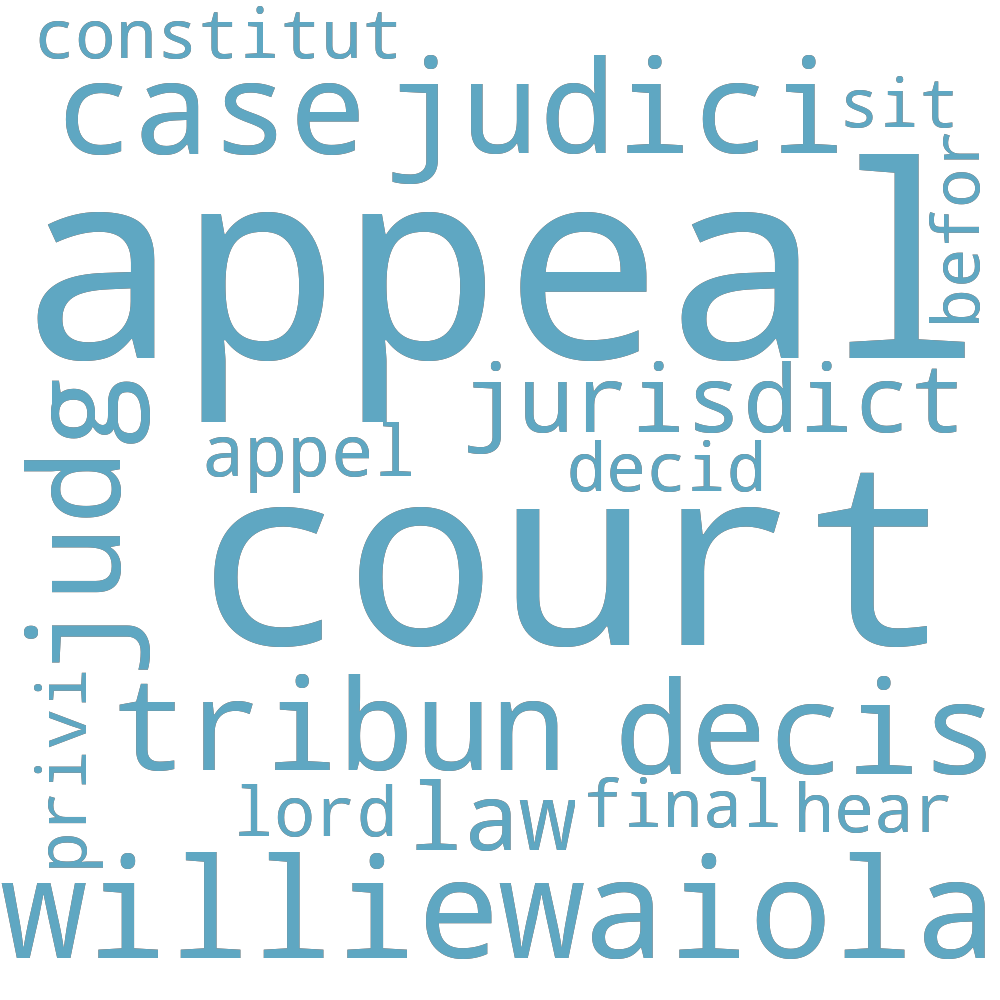 constitut
case judici sit
befor
appeal
jurisdict
judg
appel decid
court
privi
tribun decis
lord law final hear
williewaiola